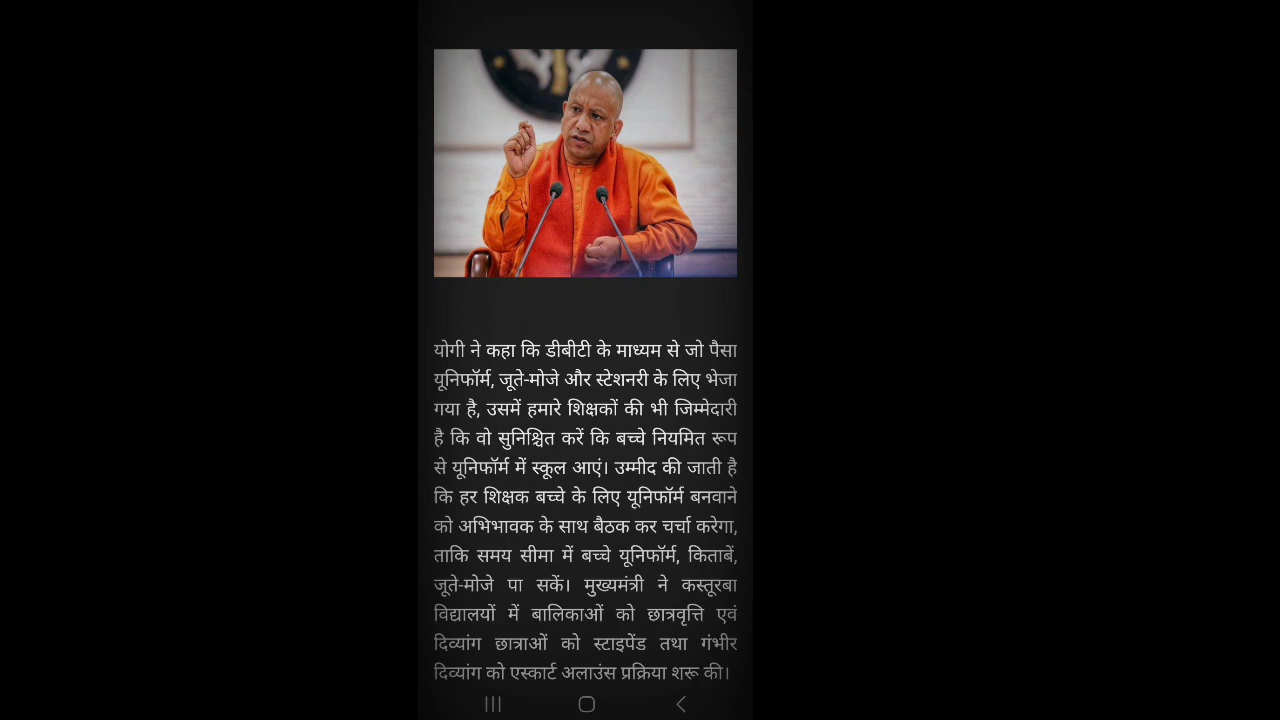 योगी ने कहा कि डीबीटी के माध्यम से जो पैसा
यूनिफॉर्म, जूते-मोजे और स्टेशनरी के लिए भेजा
गया है, उसमें हमारे शिक्षकों की भी जिम्मेदारी
है कि वो सुनिश्चित करें कि बच्चे नियमित रूप
से यूनिफॉर्म में स्कूल आएं। उम्मीद की जाती है
कि हर शिक्षक बच्चे के लिए यूनिफॉर्म बनवाने
को अभिभावक के साथ बैठक कर चर्चा करेगा,
ताकि समय सीमा में बच्चे यूनिफॉर्म, किताबें,
जूते-मोजे पा सकें। मुख्यमंत्री ने कस्तूरबा
विद्यालयों में बालिकाओं को छात्रवृत्ति एवं
दिव्यांग छात्राओं को स्टाइपेंड तथा गंभीर
दिव्यांग को एस्कार्ट अलाउंस प्रक्रिया शरू की।